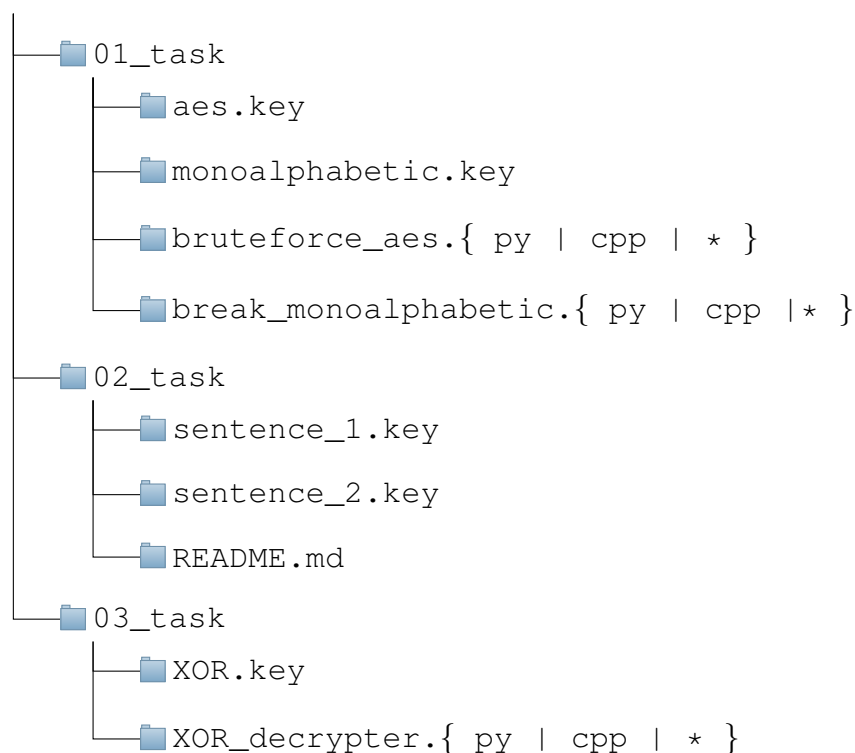 01_task
aes.key
monoalphabetic.key
bruteforce_aes.{ py | cpp | * }
break_monoalphabetic.{ py | cpp |* }
02_task
sentence_1.key
sentence_2.key
README.md
03_task
XOR.key
XOR_decrypter.{ py | cpp | * }